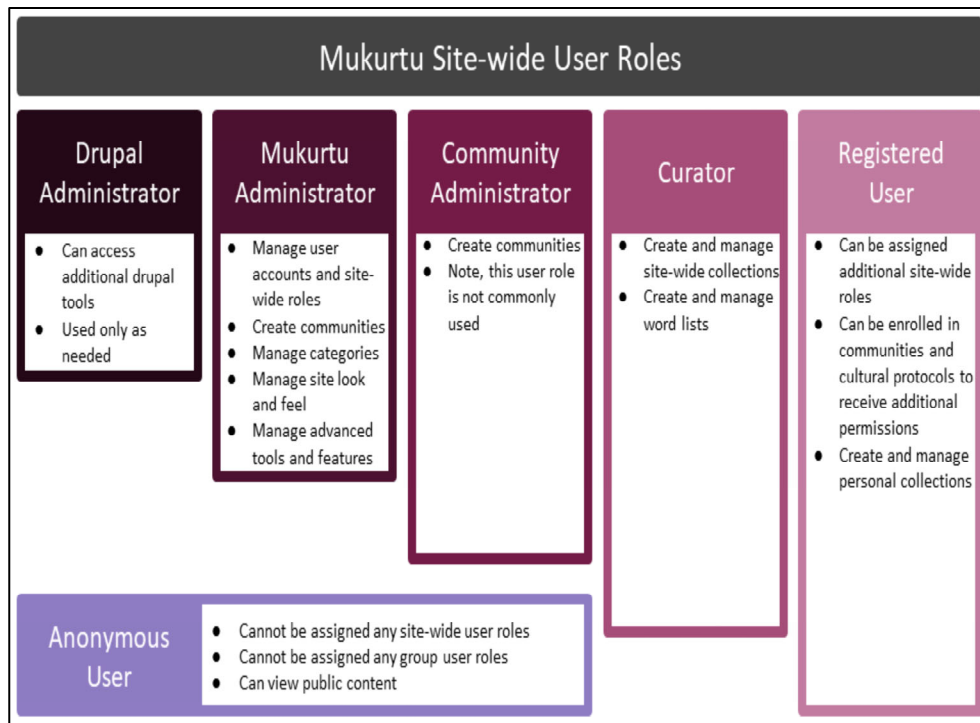 Mukurtu Site-wide User Roles
Drupal
Administrator
● Can access
additional drupal
tools
● Used only as
needed
Mukurtu
Administrator
● Manage user
accounts and site-
wide roles
● Create communities
● Manage categories
● Manage site look
and feel
● Manage advanced
tools and features
Community
Administrator
● Create communities
● Note, this user role
is not commonly
used
Curator
● Create and manage
site-wide collections
● Create and manage
word lists
Registered
User
● Can be assigned
additional site-wide
roles
● Can be enrolled in
communities and
cultural protocols to
receive additional
permissions
● Create and manage
personal collections
Anonymous
User
● Cannot be assigned any site-wide user roles
● Cannot be assigned any group user roles
● Can view public content